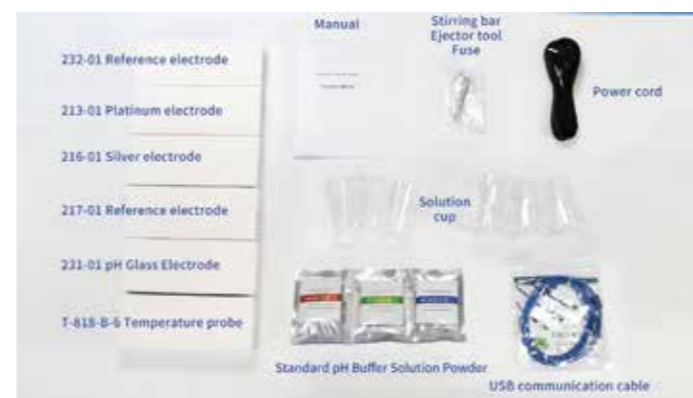 232-01 Reference electrode
213-01 Platinum electrode
216-01 Silver electrode
217-01 Reference electrode
231-01 pH Glass Electrode
T-818-B-6 Temperature probe
Manual
Stirring bar
Ejector tool
Fuse
Power cord
Solution
cup
Standard pH Buffer Solution Powder
USB communication cable